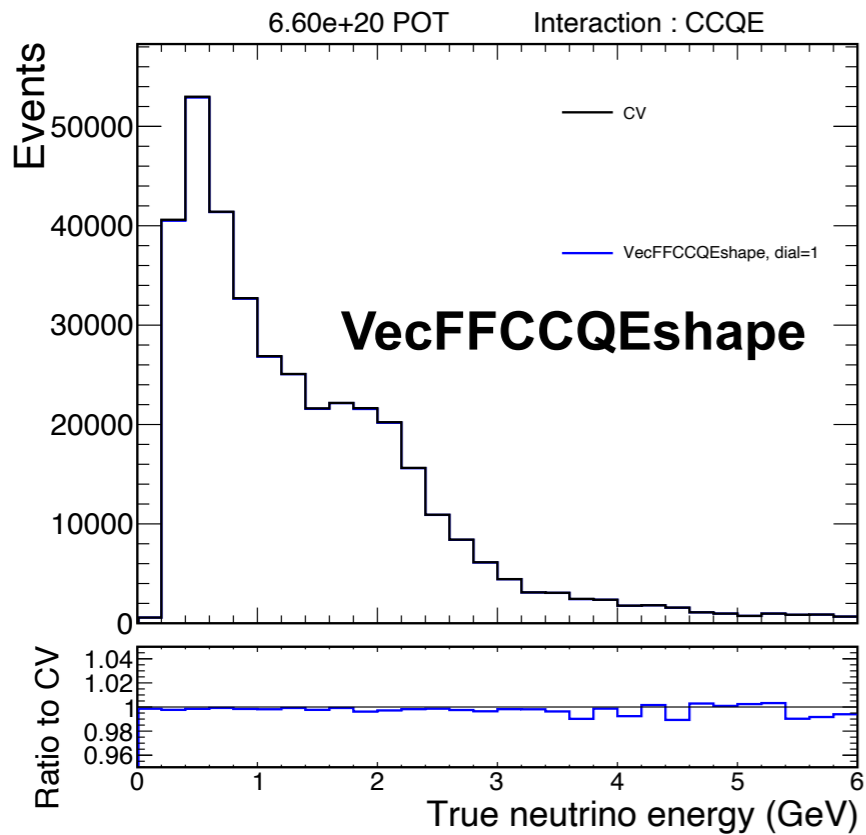 6.60e+20 POT Interaction : CCQE
Events
50000
40000
30000
20000
10000
0
CV
VecFFCCQEshape, dial=1
VecFFCCQEshape
Ratio to CV
1.04
1.02
1
0.98
0.96
0 1 2 3 4 5 6
True neutrino energy (GeV)